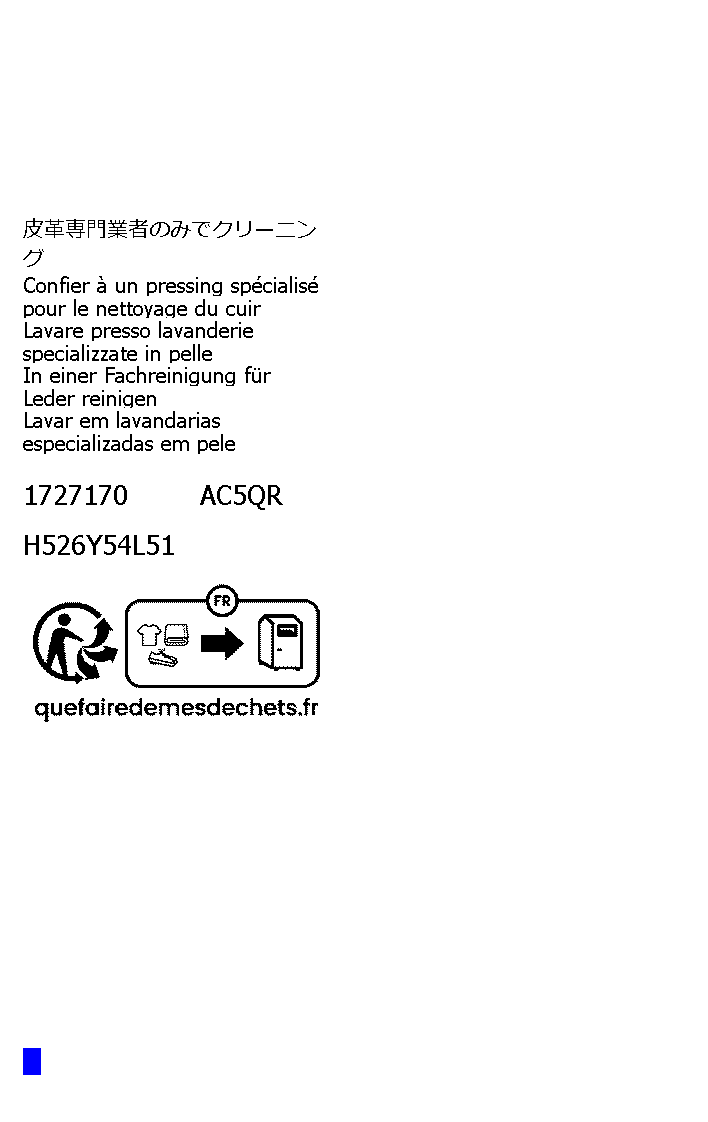 皮革専門業者のみでクリーニン
グ
Confier à un pressing spécialisé
pour le nettoyage du cuir
Lavare presso lavanderie
specializzate in pelle
In einer Fachreinigung für
Leder reinigen
Lavar em lavandarias
especializadas em pele
1727170 AC5QR
H526Y54L51
FR
quefairedemesdechets.fr